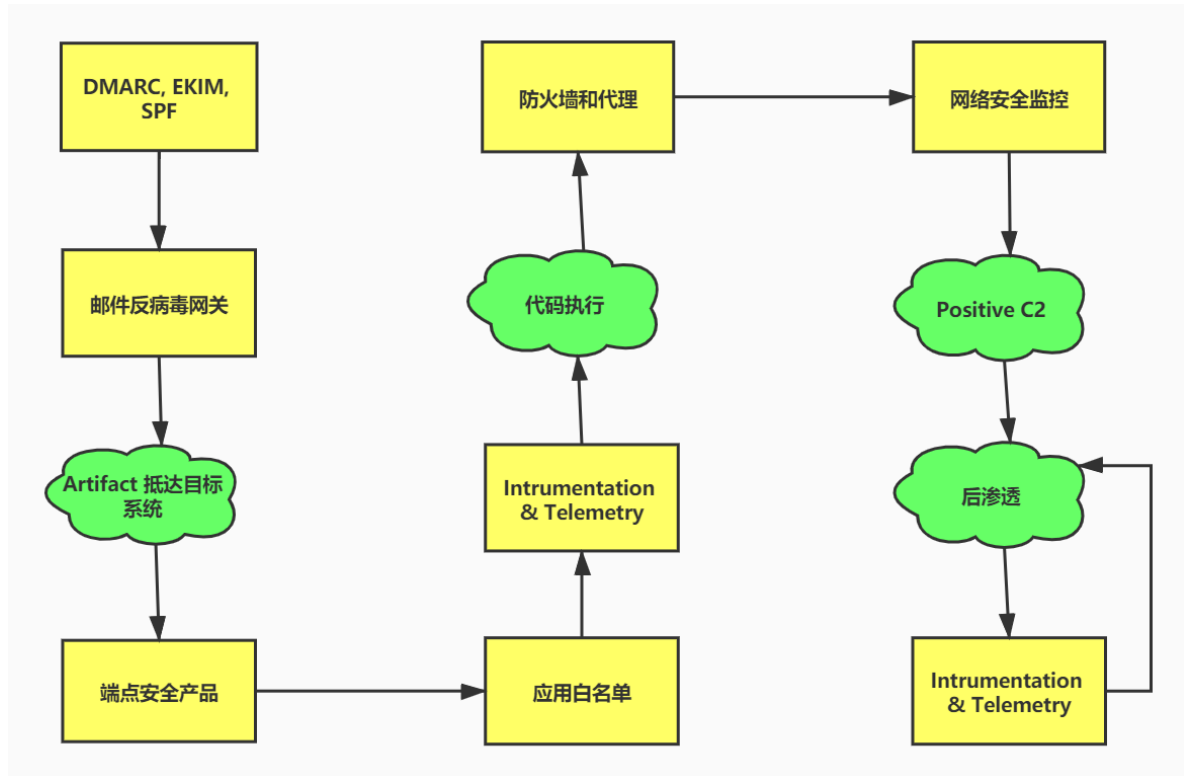 DMARC, EKIM,
SPF
邮件反病毒网关
Artifact 抵达目标
系统
端点安全产品
应用白名单
Intrumentation
& Telemetry
代码执行
防火墙和代理
网络安全监控
Positive C2
后渗透
Intrumentation
& Telemetry